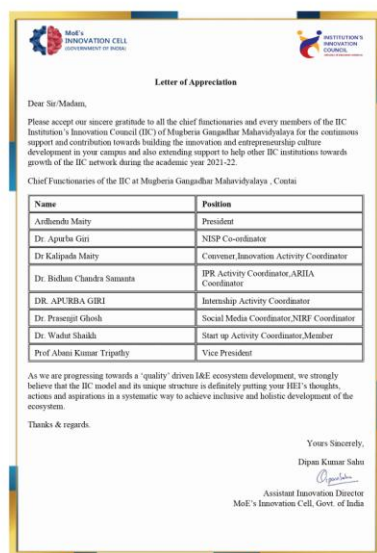 MoE's
INNOVATION CELL
(GOVERNMENT OF INDIA)
INSTITUTION'S
INNOVATION
COUNCIL
Letter of Appreciation
Dear Sir/Madam,
Please accept our sincere gratitude to all the chief functionaries and every members of the IIC
Institution's Innovation Council (IIC) of Mugberia Gangadhar Mahavidyalaya for the continuous
support and contribution towards building the innovation and entrepreneurship culture
development in your campus and also extending support to help other IIC institutions towards
growth of the IIC network during the academic year 2021-22.
Chief Functionaries of the IIC at Mugberia Gangadhar Mahavidyalaya , Contai
Name Position
Ardhendu Maity President
Dr. Apurba Giri NISP Co-ordinator
Dr Kalipada Maity Convener,Innovation Activity Coordinator
Dr. Bidhan Chandra Samanta IPR Activity Coordinator,ARIIA
Coordinator
DR. APURBA GIRI Internship Activity Coordinator
Dr. Prasenjit Ghosh Social Media Coordinator,NIRF Coordinator
Dr. Wadut Shaikh Start up Activity Coordinator,Member
Prof Abani Kumar Tripathy Vice President
As we are progressing towards a 'quality' driven I&E ecosystem development, we strongly
believe that the IIC model and its unique structure is definitely putting your HEI's thoughts,
actions and aspirations in a systematic way to achieve inclusive and holistic development of the
ecosystem.
Thanks & regards.
Yours Sincerely,
Dipan Kumar Sahu
Assistant Innovation Director
MoE's Innovation Cell, Govt. of India